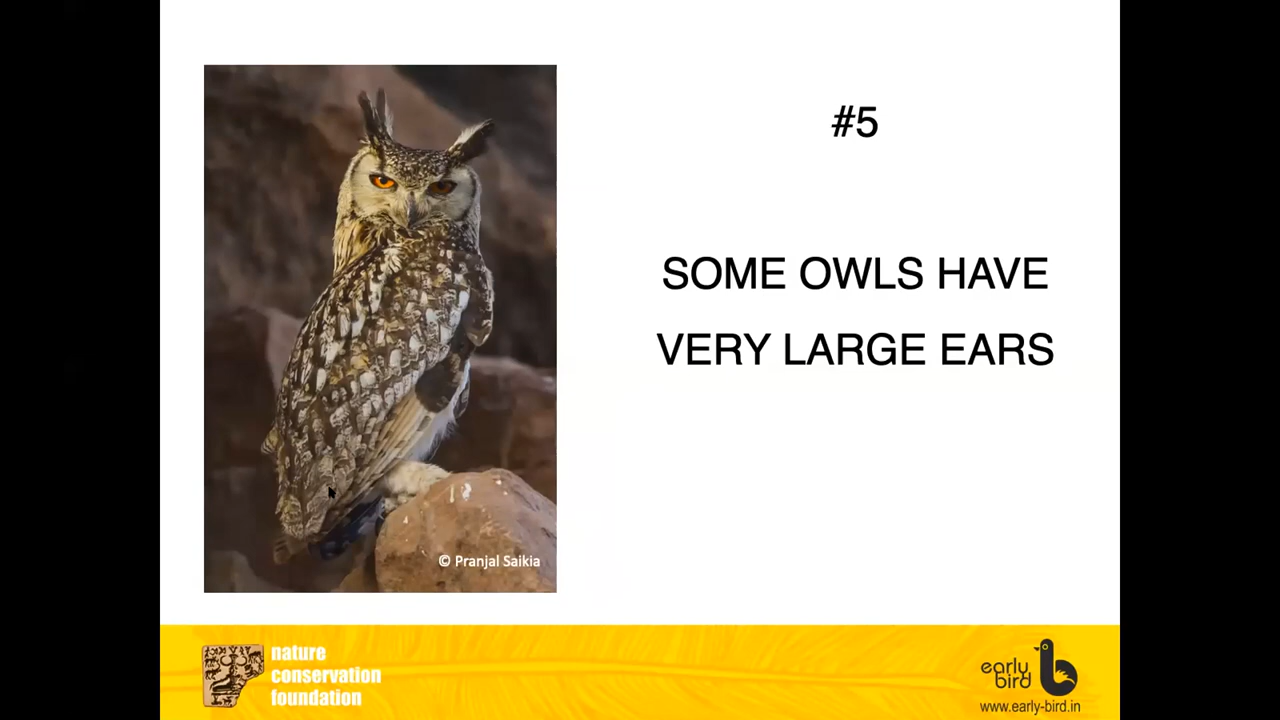 #5
SOME OWLS HAVE
VERY LARGE EARS
© Pranjal Saikia
nature
conservation
foundation
early
bird
www.early-bird.in